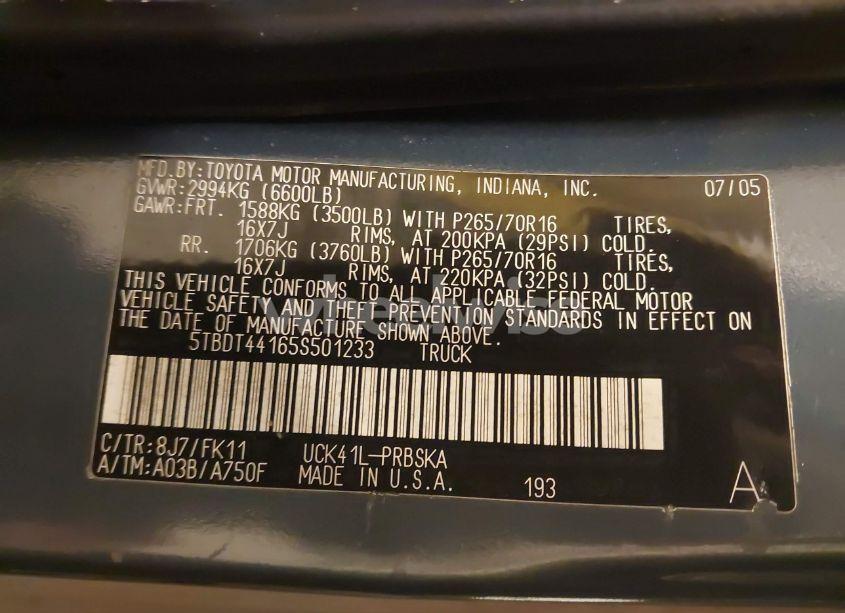 MFD.BY:TOYOTA MOTOR MANUFACTURING, INDIANA, INC. 07/05
GVWR:2994KG (6600LB)
GAWR:FRT. 1588KG (3500LB) WITH P265/70R16 TIRES,
16X7J RIMS, AT 200KPA (29PSI) COLD.
RR. 1706KG (3760LB) WITH P265/70R16 TIRES,
16X7J RIMS, AT 220KPA (32PSI) COLD.
THIS VEHICLE CONFORMS TO ALL APPLICABLE FEDERAL MOTOR
VEHICLE SAFETY AND THEFT PREVENTION STANDARDS IN EFFECT ON
THE DATE OF MANUFACTURE SHOWN ABOVE.
5TBDT44165S501233 TRUCK
C/TR:8J7/FK11 UCK41L-PRBSKA
A/TM:A03B/A750F MADE IN U.S.A. 193 A